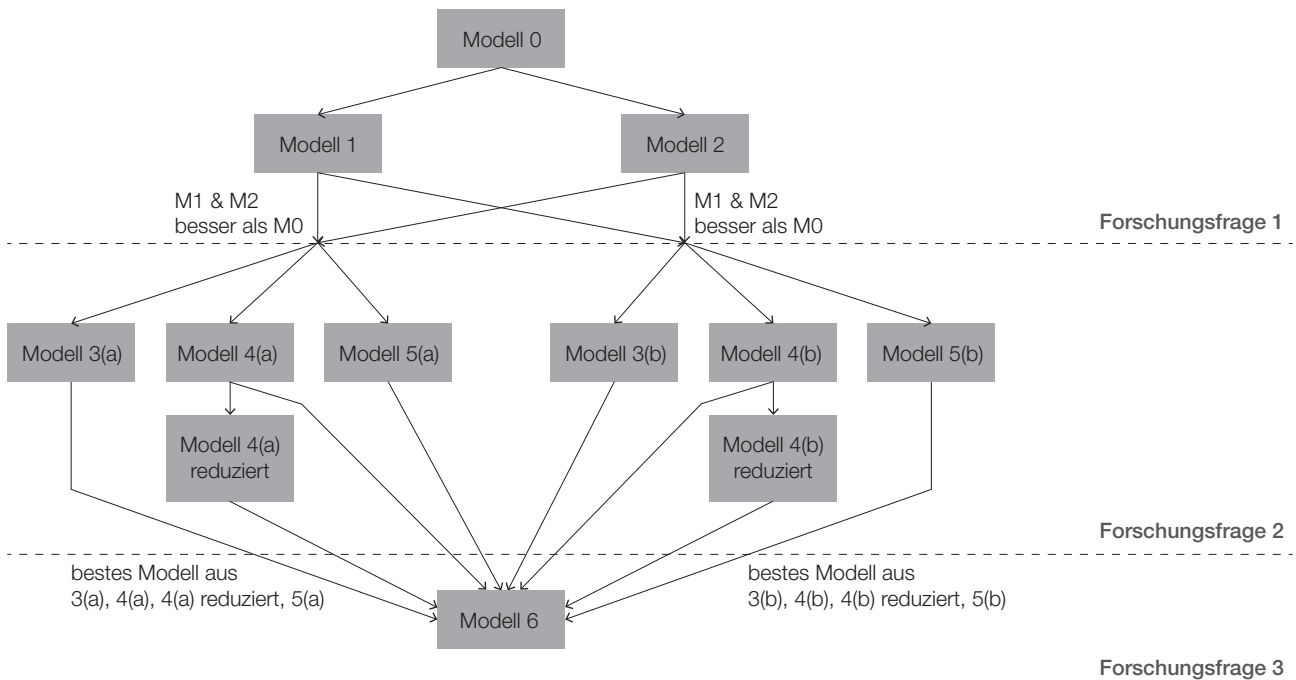 Modell 0
Modell 1
Modell 2
M1 & M2
besser als M0
M1 & M2
besser als M0
Forschungsfrage 1
Modell 3(a)
Modell 4(a)
Modell 5(a)
Modell 3(b)
Modell 4(b)
Modell 5(b)
Modell 4(a)
reduziert
Modell 4(b)
reduziert
Forschungsfrage 2
bestes Modell aus
3(a), 4(a), 4(a) reduziert, 5(a)
bestes Modell aus
3(b), 4(b), 4(b) reduziert, 5(b)
Modell 6
Forschungsfrage 3